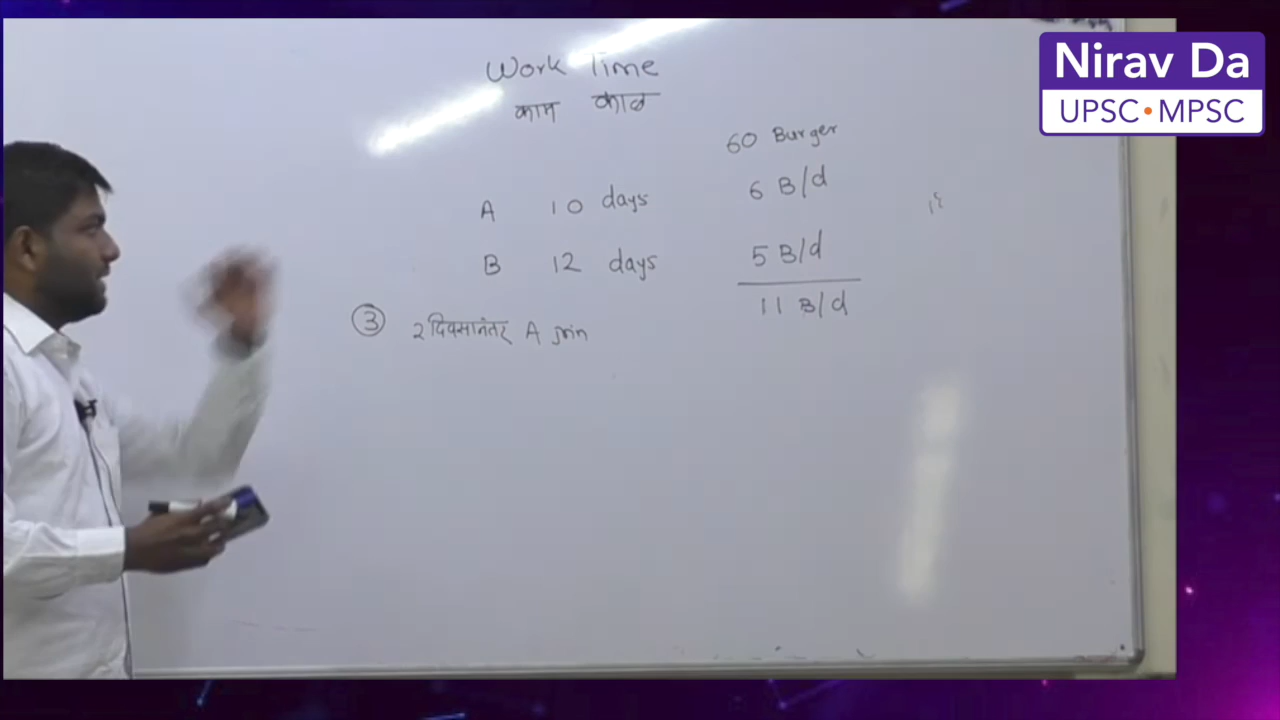 Nirav Da
UPSC • MPSC
Work Time
काम काळ
60 Burger
A 10 days 6 B/d
B 12 days 5 B/d
11 B/d
③ २ दिवसानंतर A join